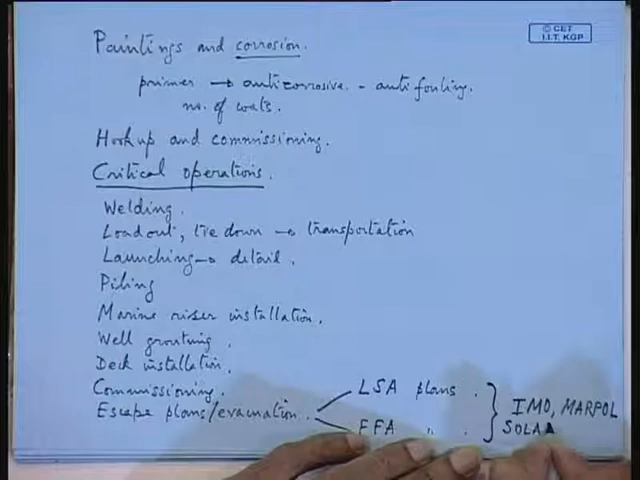 © CET
I.I.T. KGP
Paintings and corrosion.
primer → anticorrosive - antifouling.
no. of coats.
Hookup and commissioning.
Critical operations.
Welding.
Loadout, tie down → transportation
Launching → detail.
Piling
Marine riser installation.
Well grouting.
Deck installation.
Commissioning.
Escape plans/evacuation.
LSA plans.
FFA " .
IMO, MARPOL
SOLAS